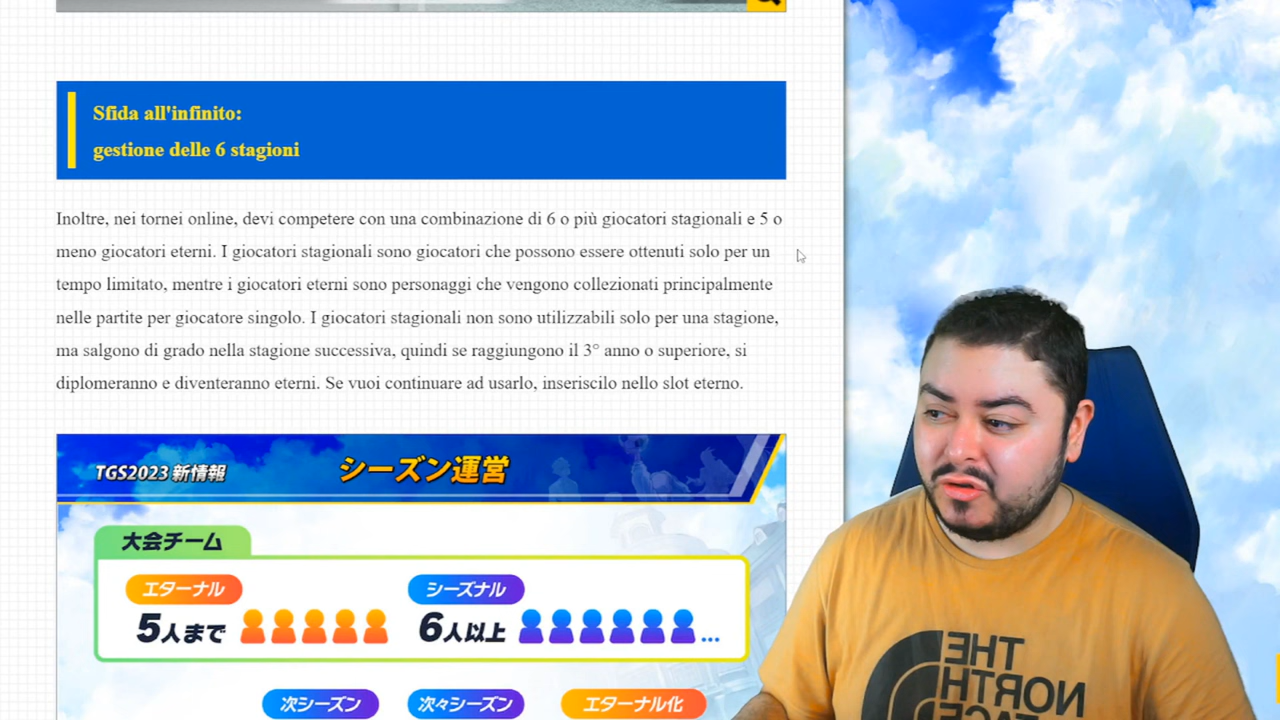 Sfida all'infinito:
gestione delle 6 stagioni
Inoltre, nei tornei online, devi competere con una combinazione di 6 o più giocatori stagionali e 5 o
meno giocatori eterni. I giocatori stagionali sono giocatori che possono essere ottenuti solo per un
tempo limitato, mentre i giocatori eterni sono personaggi che vengono collezionati principalmente
nelle partite per giocatore singolo. I giocatori stagionali non sono utilizzabili solo per una stagione,
ma salgono di grado nella stagione successiva, quindi se raggiungono il 3° anno o superiore, si
diplomeranno e diventeranno eterni. Se vuoi continuare ad usarlo, inseriscilo nello slot eterno.
TGS2023 新情報
シーズン運営
大会チーム
エターナル
シーズナル
5人まで
6人以上
...
次シーズン
次々シーズン
エターナル化
THE
NORTH
FACE